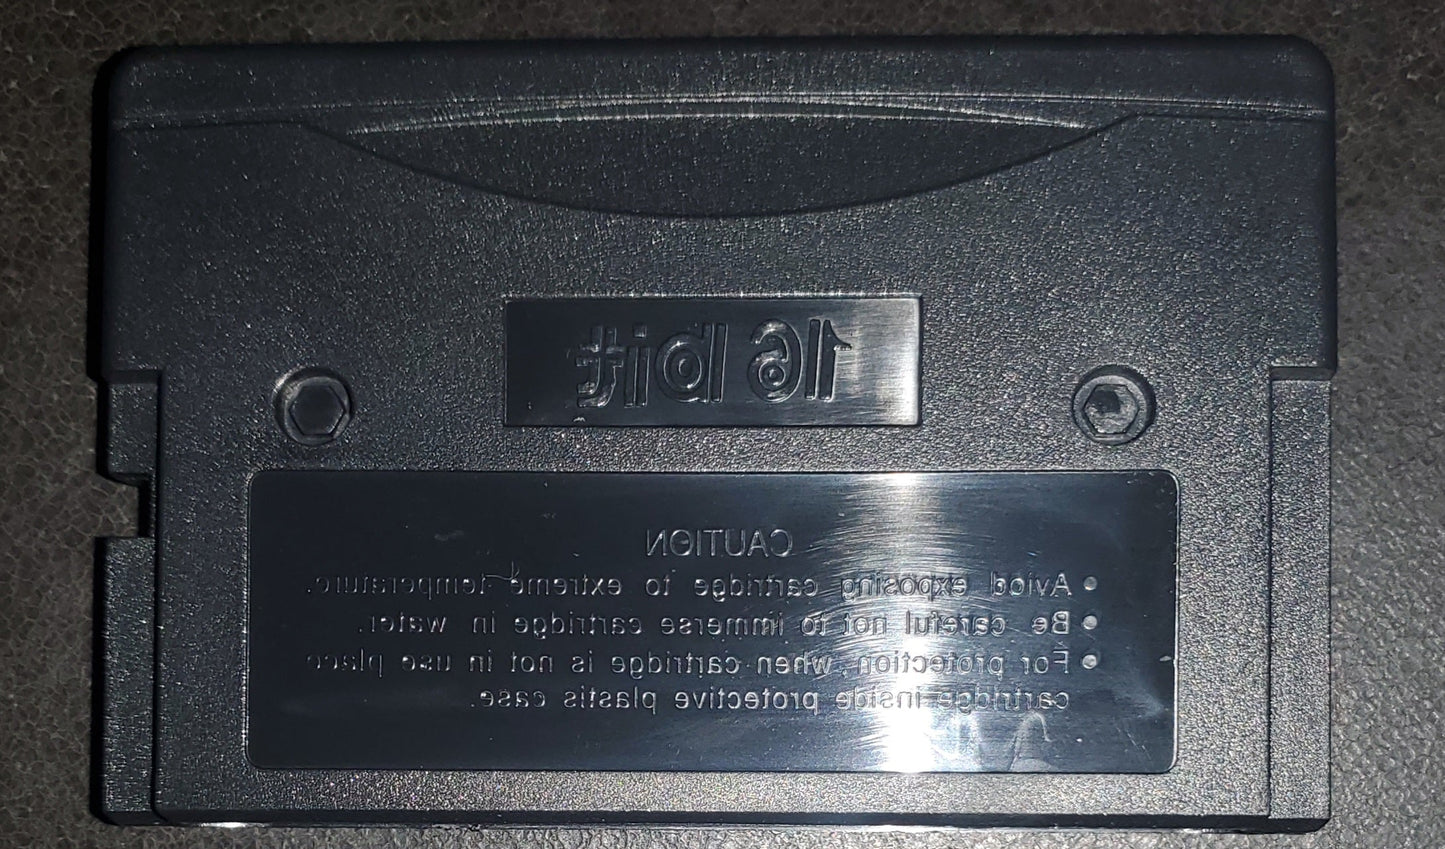 16 bit
CAUTION
• Aviod exposing cartridge to extreme temperature.
• Be careful not to immerse cartridge in water.
• For protection, when cartridge is not in use place
cartridge inside protective plastis case.